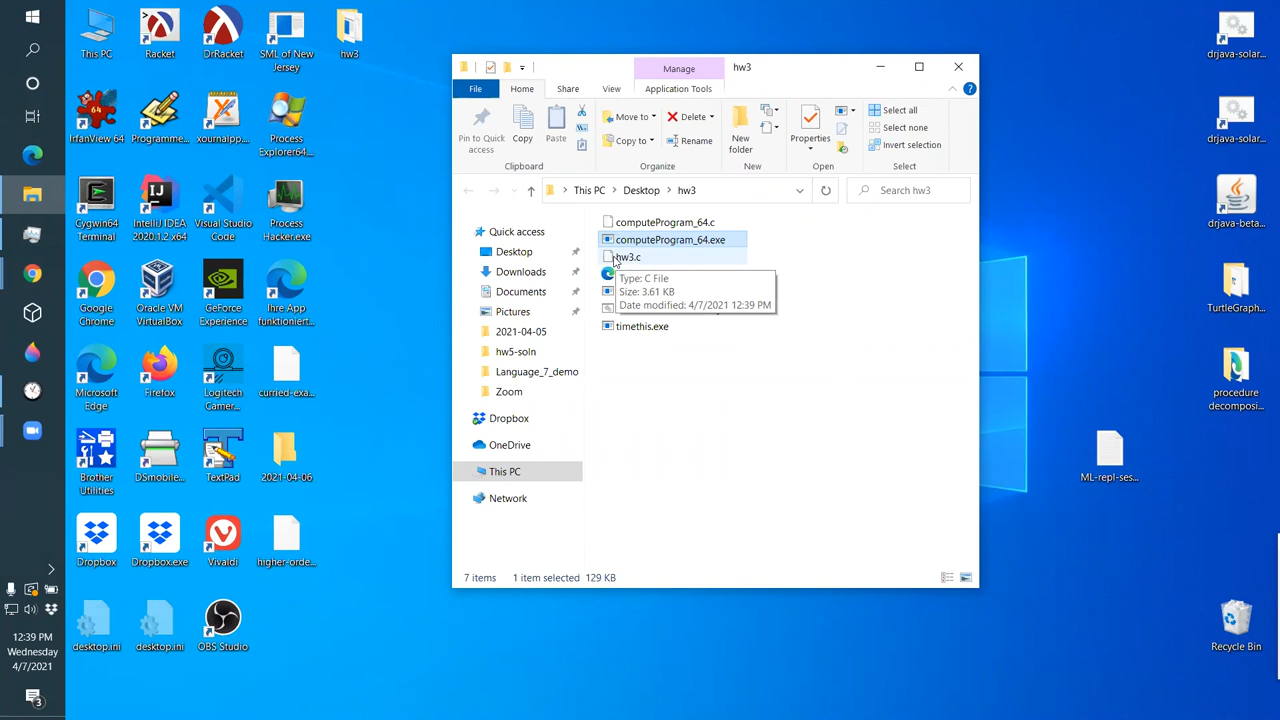 This PC
Racket
DrRacket
SML of New
Jersey
hw3
IrfanView 64
Programme...
xournalpp...
Process
Explorer64...
Cygwin64
Terminal
IntelliJ IDEA
2020.1.2 x64
Visual Studio
Code
Process
Hacker.exe
Google
Chrome
Oracle VM
VirtualBox
GeForce
Experience
Ihre App
funktioniert...
Microsoft
Edge
Firefox
Logitech
Camer...
curried-exa...
Brother
Utilities
DSmobile...
TextPad
2021-04-06
Dropbox
Dropbox.exe
Vivaldi
higher-orde...
desktop.ini
desktop.ini
OBS Studio
12:39 PM
Wednesday
4/7/2021
3
Manage
hw3
File
Home
Share
View
Application Tools
Pin to Quick
access
Copy
Paste
Move to
Copy to
Delete
Rename
New
folder
Properties
Select all
Select none
Invert selection
Clipboard
Organize
New
Open
Select
This PC
Desktop
hw3
Search hw3
Quick access
Desktop
Downloads
Documents
Pictures
2021-04-05
hw5-soln
Language_7_demo
Zoom
Dropbox
OneDrive
This PC
Network
computeProgram_64.c
computeProgram_64.exe
hw3.c
Type: C File
Size: 3.61 KB
Date modified: 4/7/2021 12:39 PM
timethis.exe
7 items
1 item selected 129 KB
drjava-solar...
drjava-solar...
drjava-beta...
TurtleGraph...
procedure
decomposi...
ML-repl-ses...
Recycle Bin